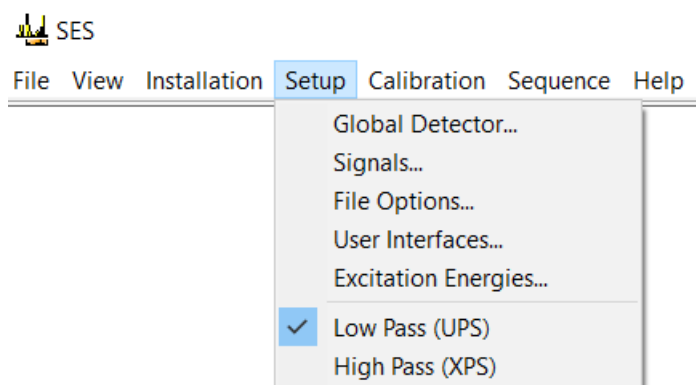 SES
File View Installation Setup Calibration Sequence Help
Global Detector...
Signals...
File Options...
User Interfaces...
Excitation Energies...
Low Pass (UPS)
High Pass (XPS)